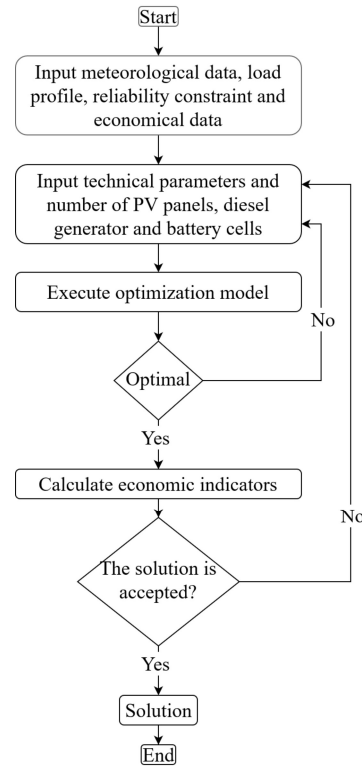 Start
Input meteorological data, load
profile, reliability constraint and
economical data
Input technical parameters and
number of PV panels, diesel
generator and battery cells
Execute optimization model
No
Optimal
Yes
Calculate economic indicators
No
The solution is
accepted?
Yes
Solution
End